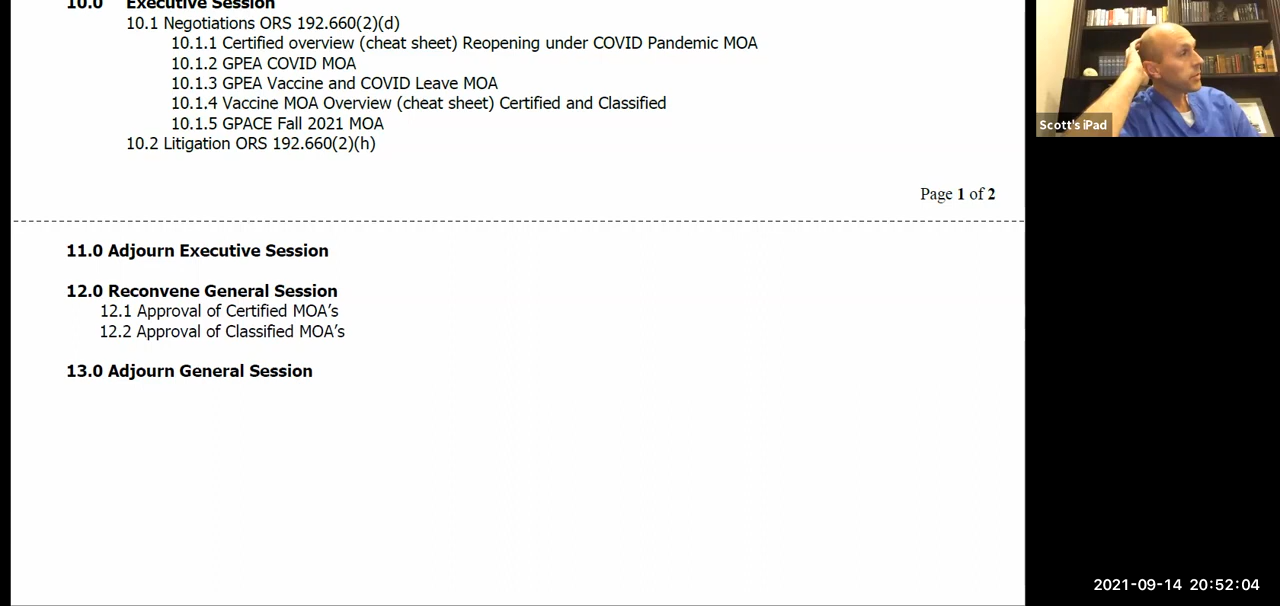 10.0 Executive Session
10.1 Negotiations ORS 192.660(2)(d)
10.1.1 Certified overview (cheat sheet) Reopening under COVID Pandemic MOA
10.1.2 GPEA COVID MOA
10.1.3 GPEA Vaccine and COVID Leave MOA
10.1.4 Vaccine MOA Overview (cheat sheet) Certified and Classified
10.1.5 GPACE Fall 2021 MOA
10.2 Litigation ORS 192.660(2)(h)
Page 1 of 2
11.0 Adjourn Executive Session
12.0 Reconvene General Session
12.1 Approval of Certified MOA’s
12.2 Approval of Classified MOA’s
13.0 Adjourn General Session
Scott's iPad
2021-09-14 20:52:04